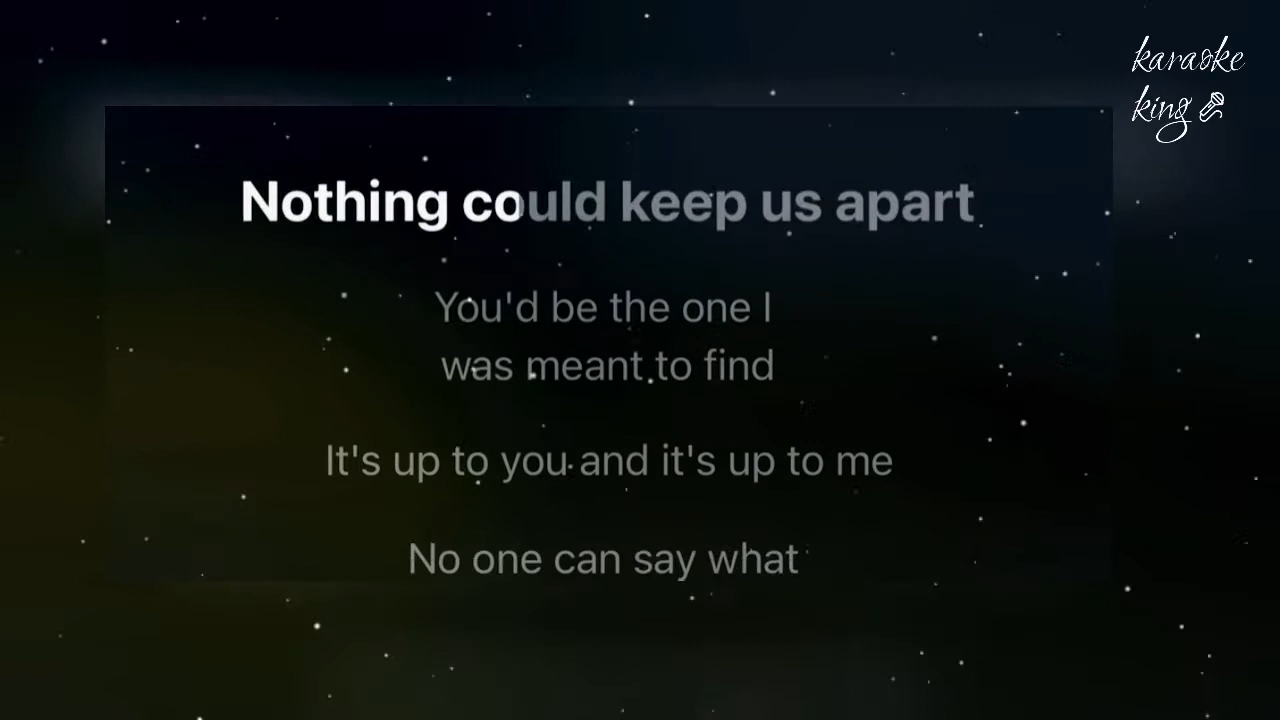 karaoke
king
Nothing could keep us apart
You'd be the one I
was meant to find
It's up to you and it's up to me
No one can say what